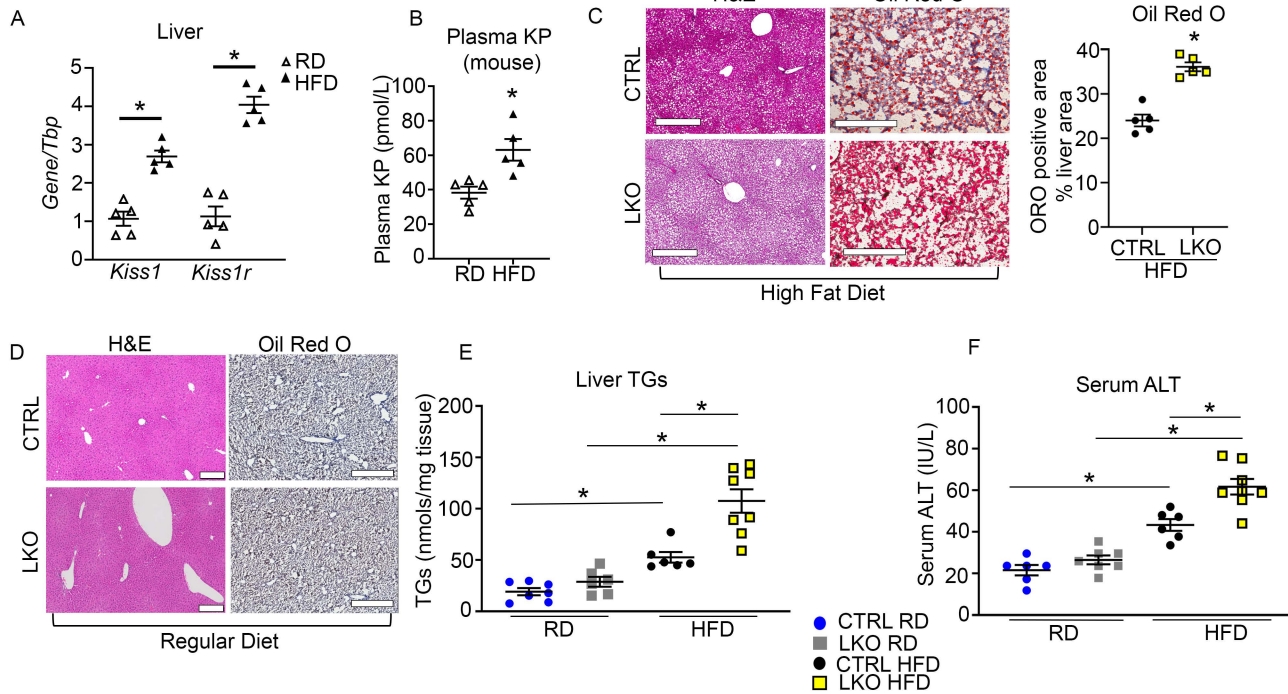 A
Liver
RD
HFD
*
*
Gene/Tbp
5
4
3
2
1
0
Kiss1
Kiss1r
B
Plasma KP
(mouse)
*
Plasma KP (pmol/L)
100
80
60
40
20
0
RD HFD
C
H&E
Oil Red O
CTRL
LKO
High Fat Diet
Oil Red O
*
ORO positive area
% liver area
40
30
20
10
0
CTRL LKO
HFD
D
H&E
Oil Red O
CTRL
LKO
Regular Diet
E
Liver TGs
*
*
*
TGs (nmols/mg tissue)
200
150
100
50
0
RD
HFD
CTRL RD
LKO RD
CTRL HFD
LKO HFD
F
Serum ALT
*
*
*
Serum ALT (IU/L)
100
80
60
40
20
0
RD
HFD